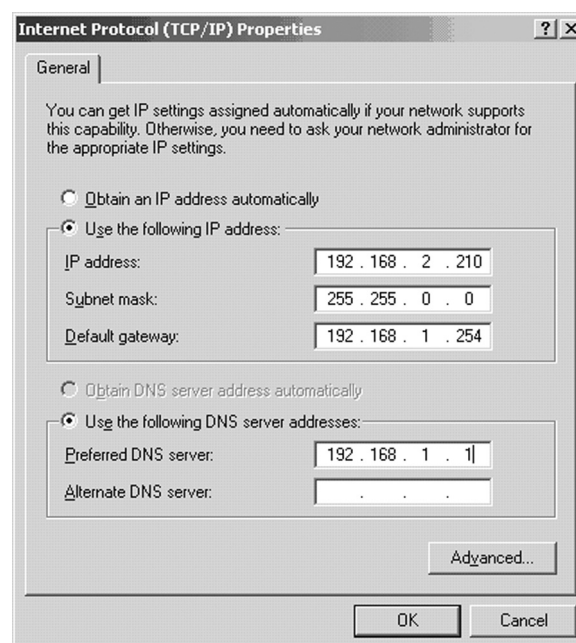 Internet Protocol (TCP/IP) Properties
General
You can get IP settings assigned automatically if your network supports
this capability. Otherwise, you need to ask your network administrator for
the appropriate IP settings.
Obtain an IP address automatically
Use the following IP address:
IP address: 192 . 168 . 2 . 210
Subnet mask: 255 . 255 . 0 . 0
Default gateway: 192 . 168 . 1 . 254
Obtain DNS server address automatically
Use the following DNS server addresses:
Preferred DNS server: 192 . 168 . 1 . 1
Alternate DNS server: . . .
Advanced...
OK Cancel